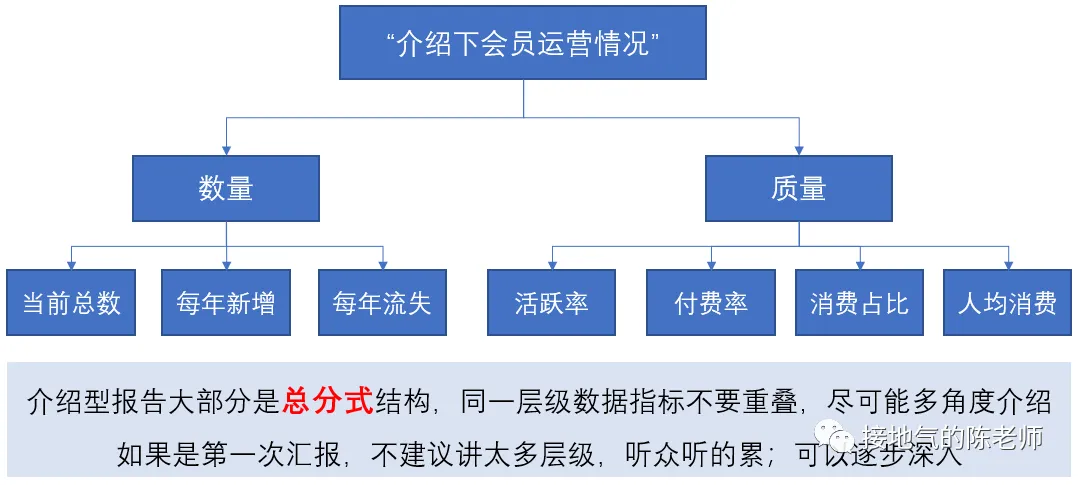 “介绍下会员运营情况”
数量
质量
当前总数
每年新增
每年流失
活跃率
付费率
消费占比
人均消费
介绍型报告大部分是总分式结构，同一层级数据指标不要重叠，尽可能多角度介绍
如果是第一次汇报，不建议讲太多层级，听众听的累；可以逐步深入
接地气的陈老师